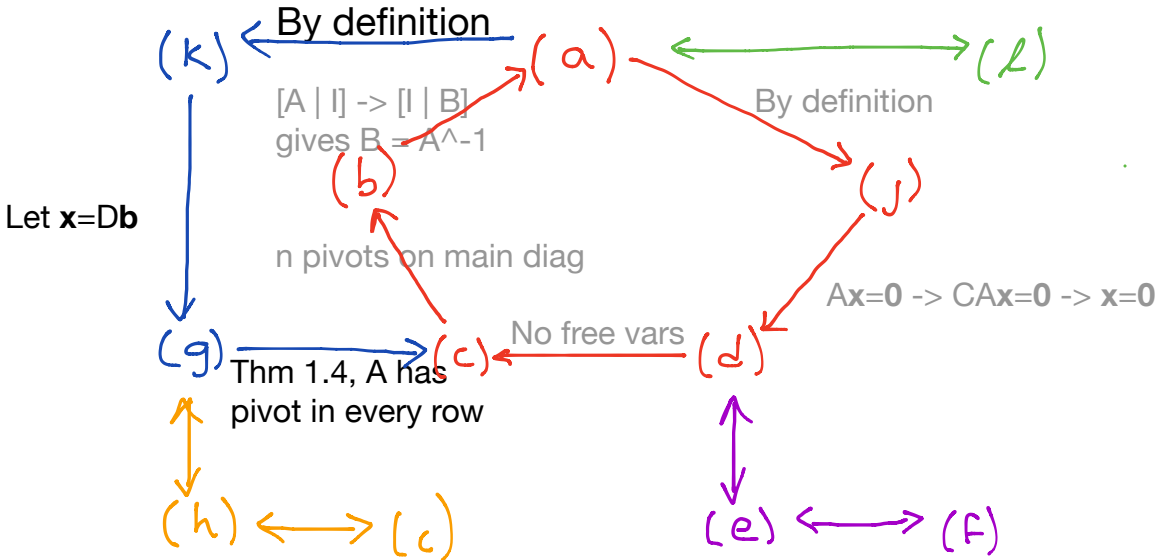 By definition
(k)
(a)
(l)
[A | I] -> [I | B]
By definition
gives B = A^-1
(b)
(j)
Let x=Db
n pivots on main diag
Ax=0 -> CAx=0 -> x=0
No free vars
(g)
(c)
(d)
Thm 1.4, A has
pivot in every row
(h)
(c)
(e)
(f)